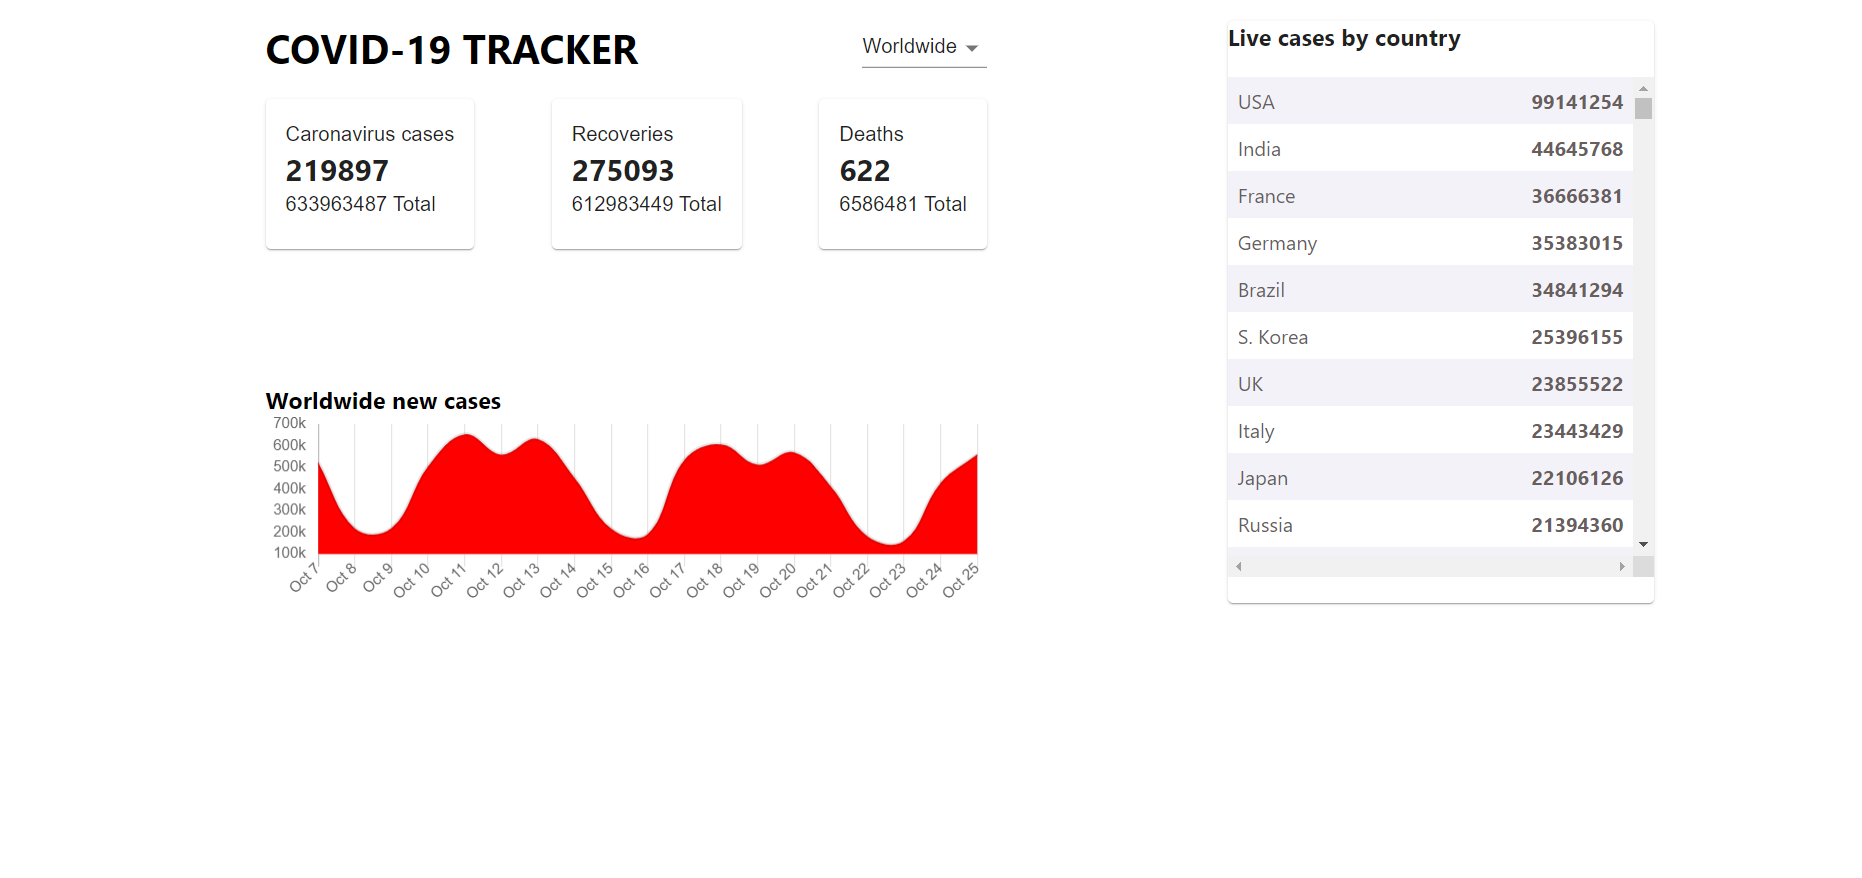 COVID-19 TRACKER
Worldwide
Caronavirus cases
219897
633963487 Total
Recoveries
275093
612983449 Total
Deaths
622
6586481 Total
Worldwide new cases
700k
600k
500k
400k
300k
200k
100k
Oct 7
Oct 8
Oct 9
Oct 10
Oct 11
Oct 12
Oct 13
Oct 14
Oct 15
Oct 16
Oct 17
Oct 18
Oct 19
Oct 20
Oct 21
Oct 22
Oct 23
Oct 24
Oct 25
Live cases by country
USA 99141254
India 44645768
France 36666381
Germany 35383015
Brazil 34841294
S. Korea 25396155
UK 23855522
Italy 23443429
Japan 22106126
Russia 21394360